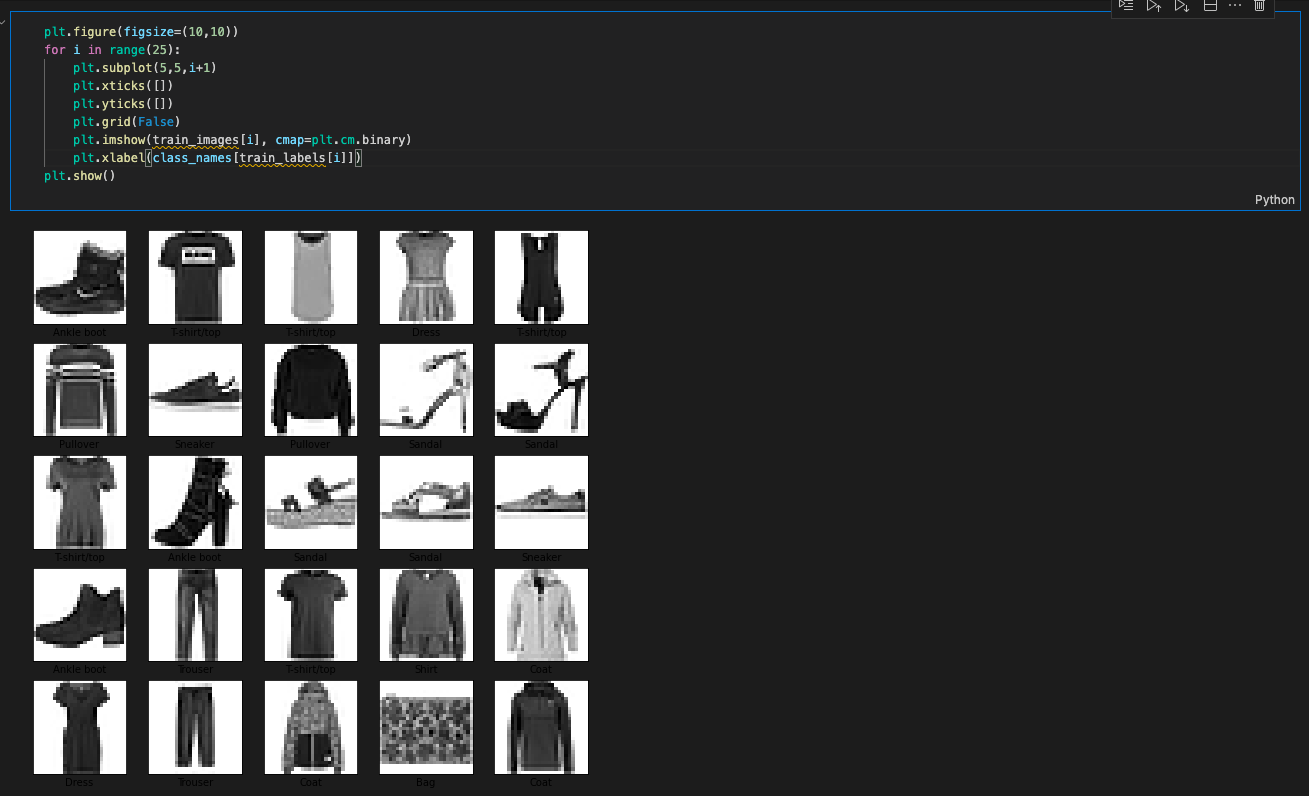 plt.figure(figsize=(10,10))
for i in range(25):
    plt.subplot(5,5,i+1)
    plt.xticks([])
    plt.yticks([])
    plt.grid(False)
    plt.imshow(train_images[i], cmap=plt.cm.binary)
    plt.xlabel(class_names[train_labels[i]])
plt.show()
Python
Ankle boot T-shirt/top T-shirt/top Dress T-shirt/top
Pullover Sneaker Pullover Sandal Sandal
T-shirt/top Ankle boot Sandal Sandal Sneaker
Ankle boot Trouser T-shirt/top Shirt Coat
Dress Trouser Coat Bag Coat